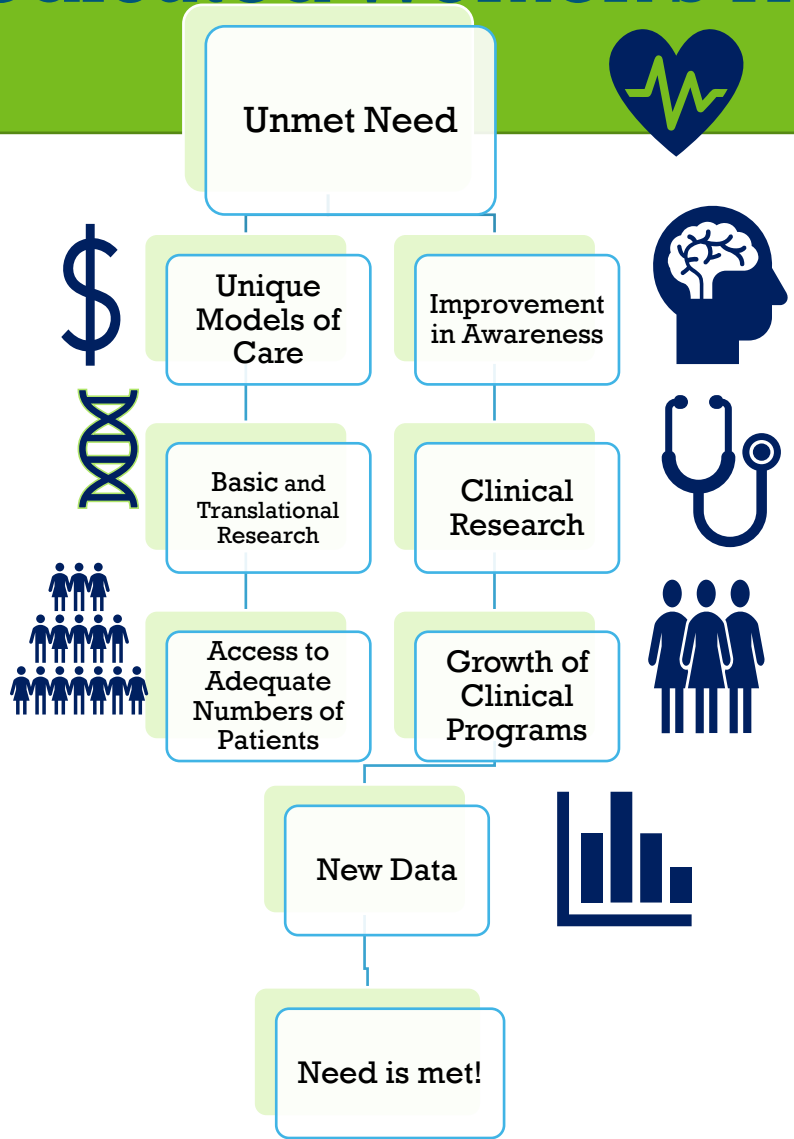 Unmet Need
Unique
Models of
Care
Improvement
in Awareness
Basic and
Translational
Research
Clinical
Research
Access to
Adequate
Numbers of
Patients
Growth of
Clinical
Programs
New Data
Need is met!